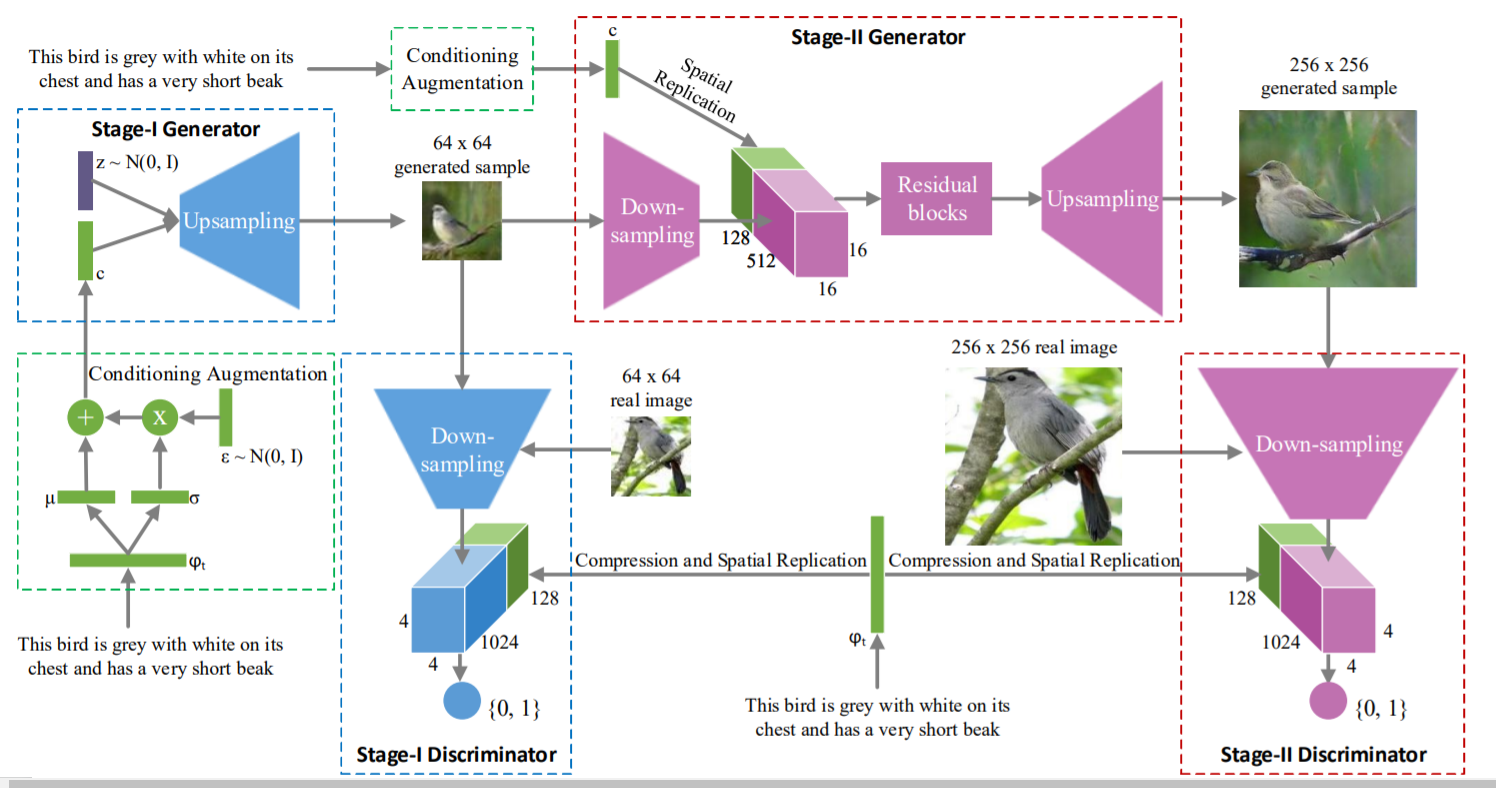 This bird is grey with white on its
chest and has a very short beak
Conditioning
Augmentation
c
Spatial
Replication
Stage-II Generator
256 x 256
generated sample
Stage-I Generator
z ~ N(0, I)
c
Upsampling
64 x 64
generated sample
Down-
sampling
128
512
16
16
Residual
blocks
Upsampling
Conditioning Augmentation
+
X
ε ~ N(0, I)
μ
σ
φt
This bird is grey with white on its
chest and has a very short beak
Down-
sampling
64 x 64
real image
4
4
1024
128
{0, 1}
Stage-I Discriminator
Compression and Spatial Replication
Compression and Spatial Replication
φt
This bird is grey with white on its
chest and has a very short beak
256 x 256 real image
Down-sampling
128
1024
4
4
{0, 1}
Stage-II Discriminator